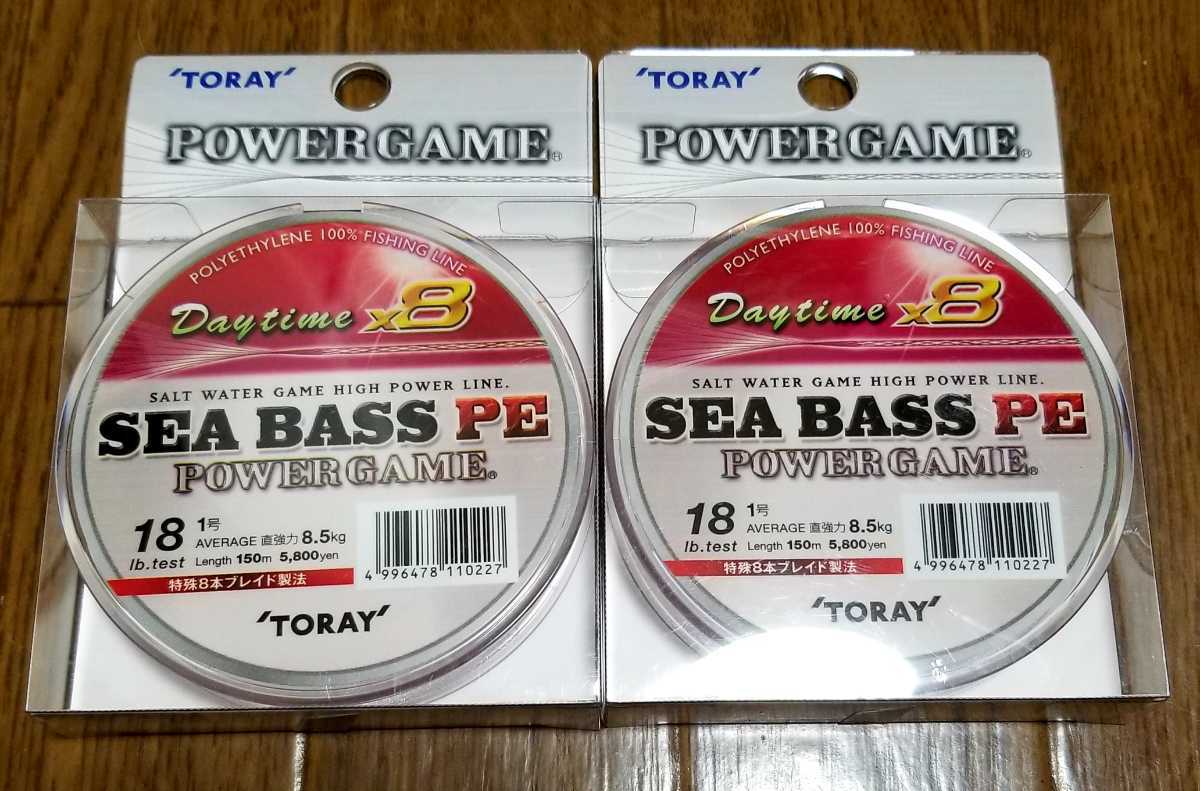 'TORAY'
POWERGAME®
POLYETHYLENE 100% FISHING LINE
Daytime x8
SALT WATER GAME HIGH POWER LINE.
SEA BASS PE
POWERGAME®
18 lb.test
1号
AVERAGE 直強力 8.5kg
Length 150m 5,800yen
4 996478 110227
特殊8本ブレイド製法
'TORAY'
'TORAY'
POWERGAME®
POLYETHYLENE 100% FISHING LINE
Daytime x8
SALT WATER GAME HIGH POWER LINE.
SEA BASS PE
POWERGAME®
18 lb.test
1号
AVERAGE 直強力 8.5kg
Length 150m 5,800yen
4 996478 110227
特殊8本ブレイド製法
'TORAY'